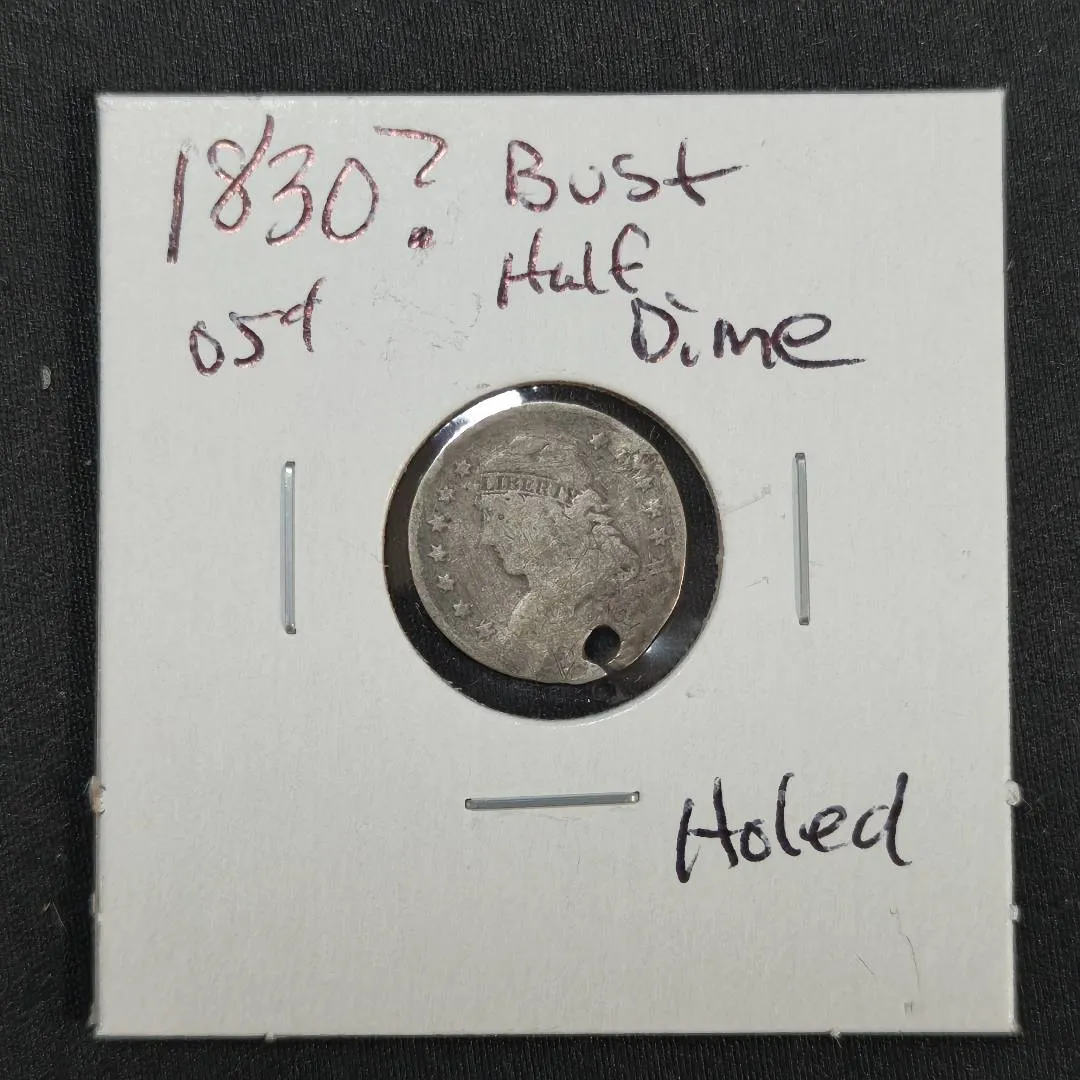 1830? Bust
Half
05¢ Dime
LIBERTY
Holed